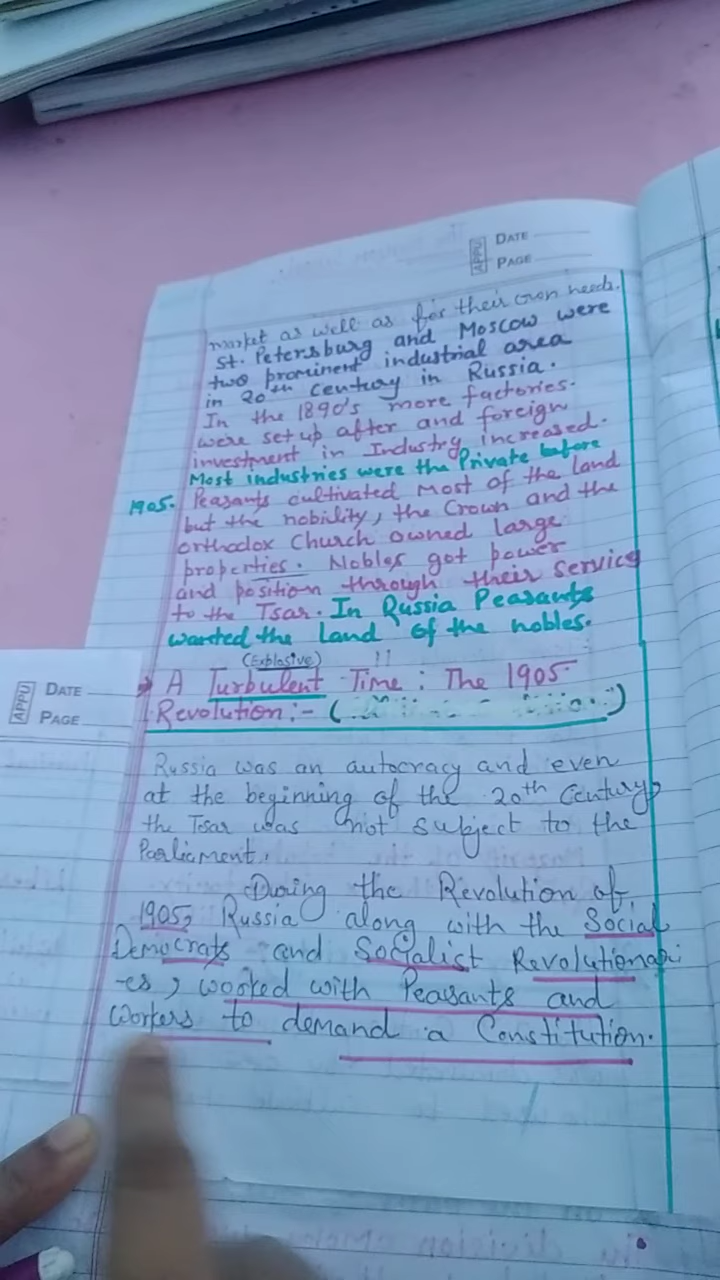 DATE
PAGE
APPU
market as well as for their own needs.
St. Petersburg and Moscow were
two prominent industrial area
in 20th Century in Russia.
In the 1890's more factories.
were set up after and foreign
investment in Industry increased.
Most industries were the Private before
1905. Peasants cultivated most of the land
but the nobility, the Crown and the
orthodox Church owned large
properties. Nobles got power
and position through their service
to the Tsar. In Russia Peasants
wanted the Land of the nobles.
(Explosive)
A Turbulent Time: The 1905
Revolution:- (
)
DATE
PAGE
APPU
Russia was an autocracy and even
at the beginning of the 20th Century,
the Tsar was not subject to the
Parliament.
During the Revolution of
1905, Russia along with the Social
Democrats and Socialist Revolutionari
-es, worked with Peasants and
Workers to demand a Constitution.